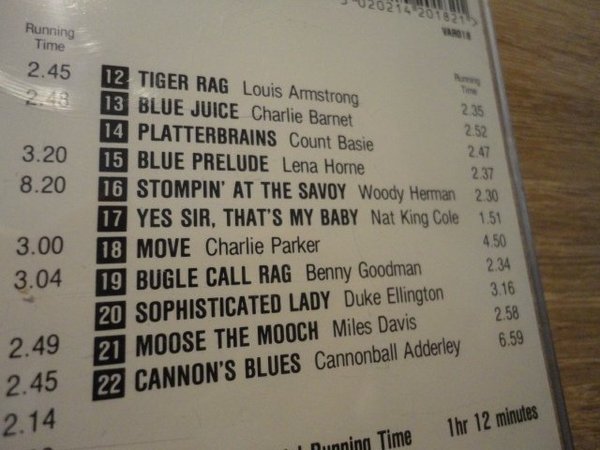 020214 201821
VAR018
Running
Time
2.45
2.48
3.20
8.20
3.00
3.04
2.49
2.45
2.14
Running
Time
12 TIGER RAG Louis Armstrong 2.35
13 BLUE JUICE Charlie Barnet 2.52
14 PLATTERBRAINS Count Basie 2.47
15 BLUE PRELUDE Lena Horne 2.37
16 STOMPIN' AT THE SAVOY Woody Herman 2.30
17 YES SIR, THAT'S MY BABY Nat King Cole 1.51
18 MOVE Charlie Parker 4.50
19 BUGLE CALL RAG Benny Goodman 2.34
20 SOPHISTICATED LADY Duke Ellington 3.16
21 MOOSE THE MOOCH Miles Davis 2.58
22 CANNON'S BLUES Cannonball Adderley 6.59
Running Time 1hr 12 minutes